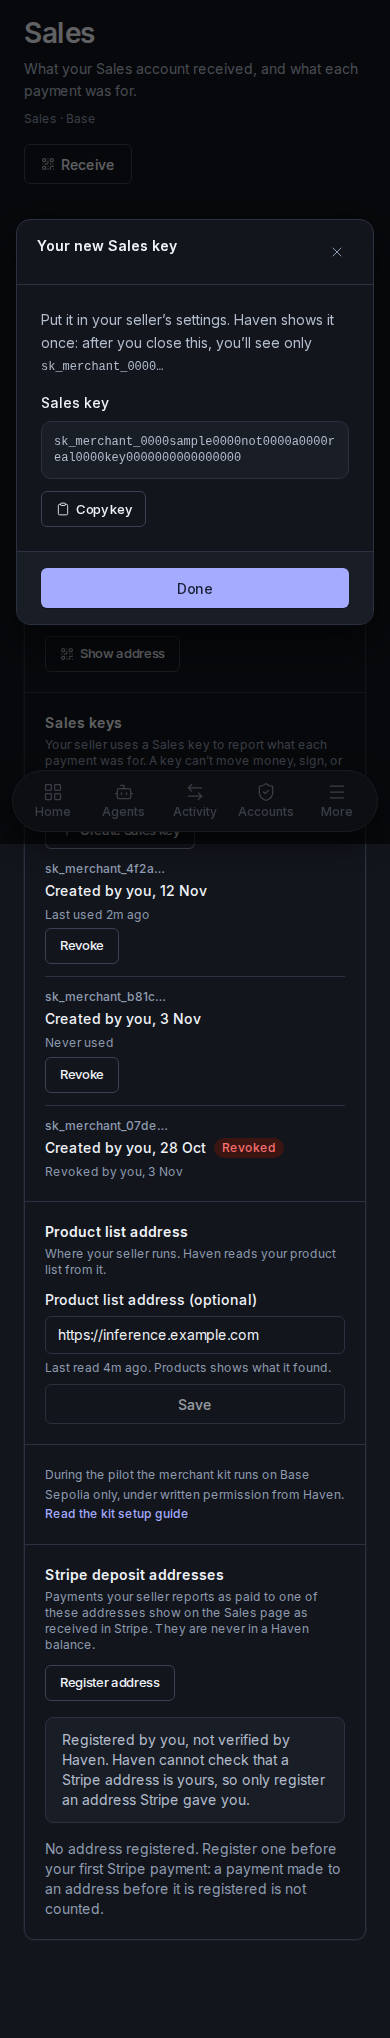 Sales
What your Sales account received, and what each
payment was for.
Sales · Base
Receive
Your new Sales key
Put it in your seller’s settings. Haven shows it
once: after you close this, you’ll see only
sk_merchant_0000…
Sales key
sk_merchant_0000sample0000not0000a0000r
eal0000key0000000000000000
Copy key
Done
Show address
Sales keys
Your seller uses a Sales key to report what each
payment was for. A key can’t move money, sign, or
Home
Agents
Activity
Accounts
More
Create Sales key
sk_merchant_4f2a…
Created by you, 12 Nov
Last used 2m ago
Revoke
sk_merchant_b81c…
Created by you, 3 Nov
Never used
Revoke
sk_merchant_07de…
Created by you, 28 Oct Revoked
Revoked by you, 3 Nov
Product list address
Where your seller runs. Haven reads your product
list from it.
Product list address (optional)
https://inference.example.com
Last read 4m ago. Products shows what it found.
Save
During the pilot the merchant kit runs on Base
Sepolia only, under written permission from Haven.
Read the kit setup guide
Stripe deposit addresses
Payments your seller reports as paid to one of
these addresses show on the Sales page as
received in Stripe. They are never in a Haven
balance.
Register address
Registered by you, not verified by
Haven. Haven cannot check that a
Stripe address is yours, so only register
an address Stripe gave you.
No address registered. Register one before
your first Stripe payment: a payment made to
an address before it is registered is not
counted.